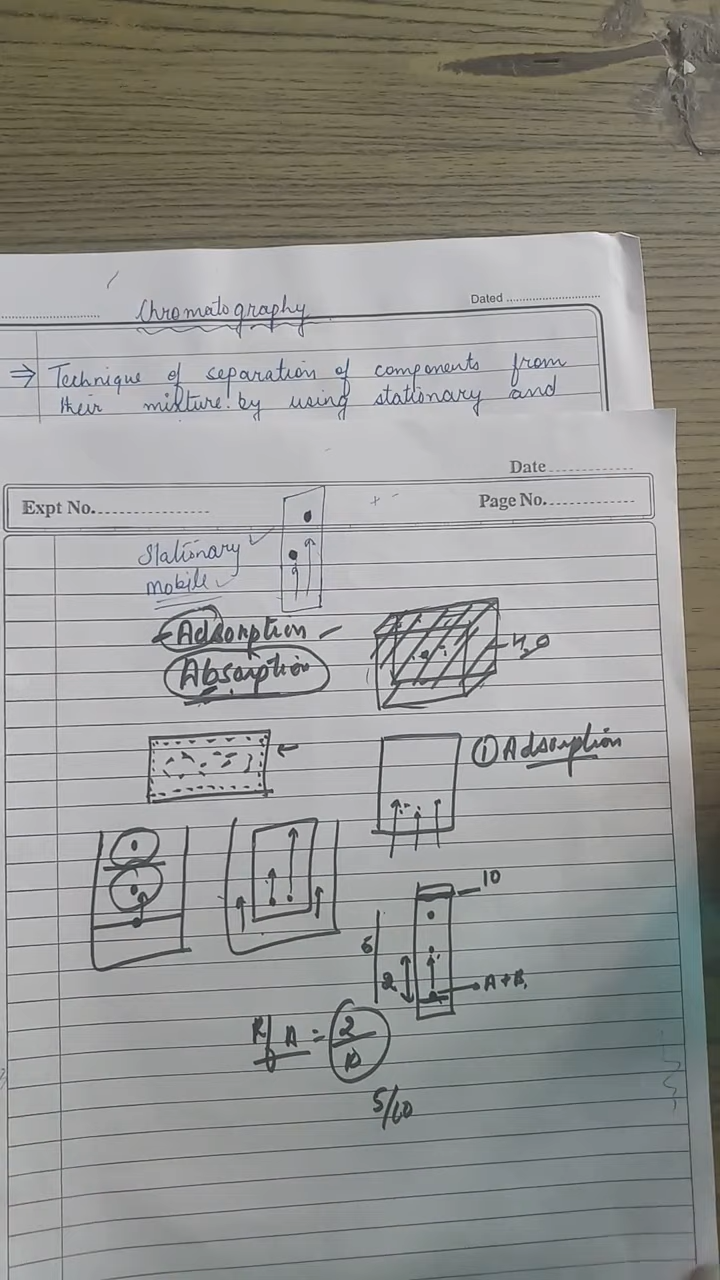 Chromatography
Dated
⇒ Technique of separation of components from
their mixture by using stationary and
Date
Expt No.
Page No.
+ -
Stationary
mobile
Adsorption
Absorption
H2O
① Adsorption
10
5
2
A+B
Rf A = 2/10
5/10